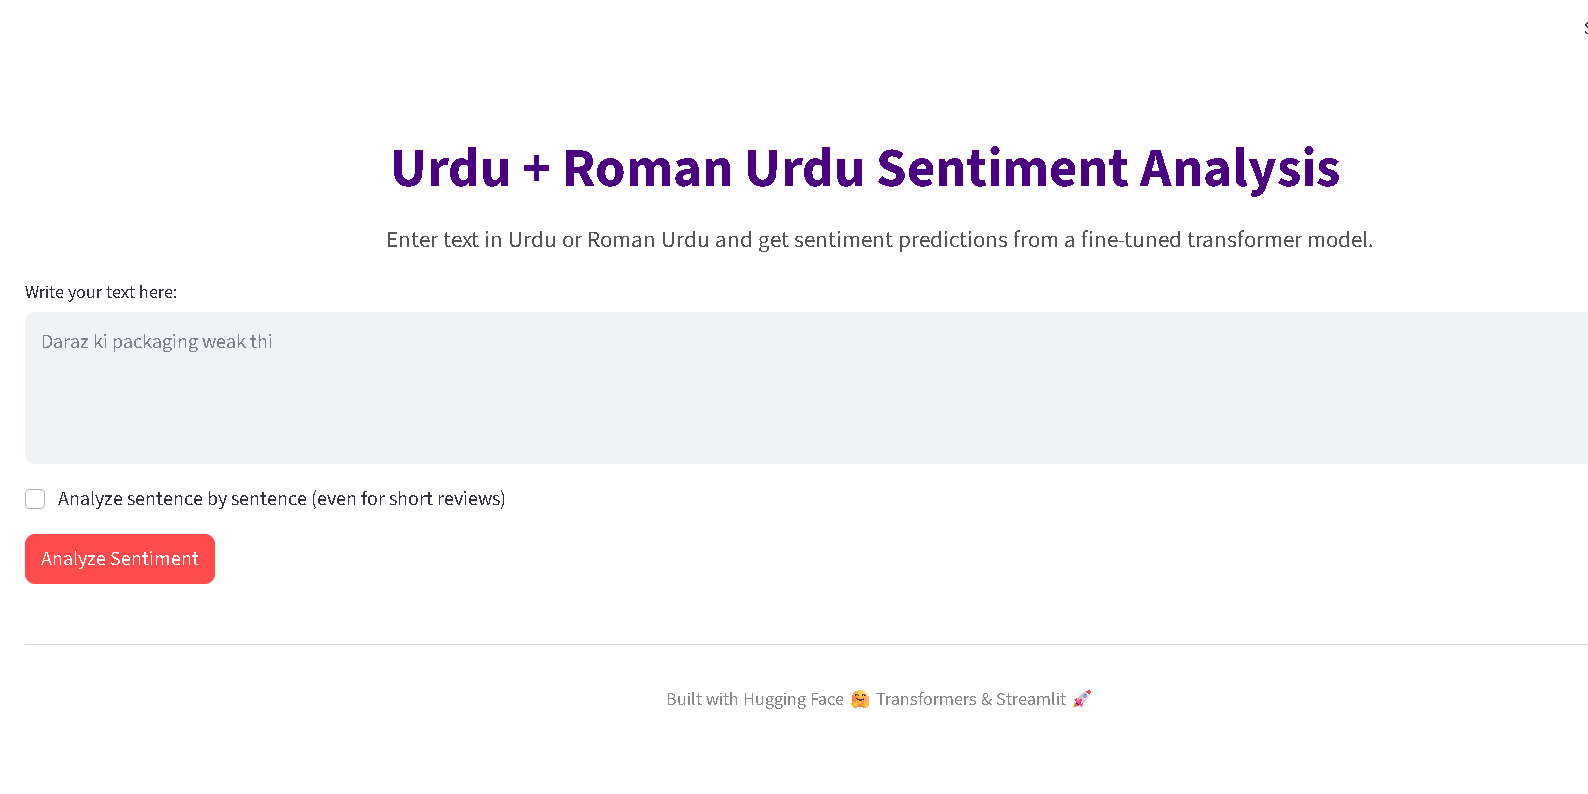 Urdu + Roman Urdu Sentiment Analysis
Enter text in Urdu or Roman Urdu and get sentiment predictions from a fine-tuned transformer model.
Write your text here:
Daraz ki packaging weak thi
Analyze sentence by sentence (even for short reviews)
Analyze Sentiment
Built with Hugging Face 🤗 Transformers & Streamlit 🚀